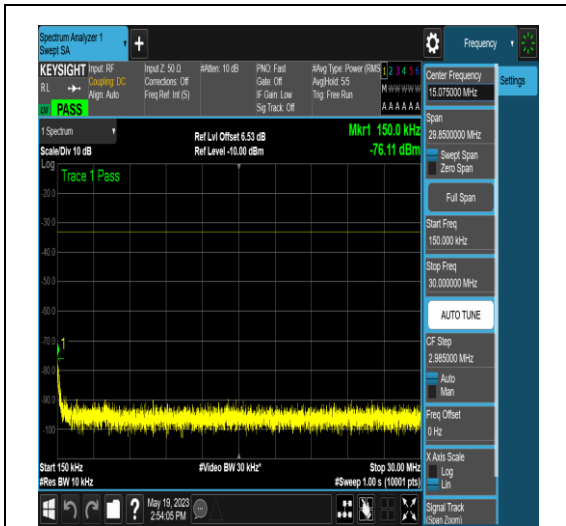 Spectrum Analyzer 1
Swept SA
+
Frequency
KEYSIGHT
RL
PASS
Input: RF
Coupling: DC
Align: Auto
Input Z: 50 Ω
Corrections: Off
Freq Ref: Int (S)
#Atten: 10 dB
PNO: Fast
Gate: Off
IF Gain: Low
Sig Track: Off
#Avg Type: Power (RMS
Avg|Hold: 5/5
Trig: Free Run
1 2 3 4 5 6
M W W W W W
A A A A A A
Center Frequency
15.075000 MHz
Settings
Span
29.8500000 MHz
Swept Span
Zero Span
Full Span
Start Freq
150.000 kHz
Stop Freq
30.000000 MHz
AUTO TUNE
CF Step
2.985000 MHz
Auto
Man
Freq Offset
0 Hz
X Axis Scale
Log
Lin
Signal Track
(Span Zoom)
1 Spectrum
Scale/Div 10 dB
Ref Lvl Offset 6.53 dB
Ref Level -10.00 dBm
Mkr1 150.0 kHz
-76.11 dBm
Log
Trace 1 Pass
-20.0
-30.0
-40.0
-50.0
-60.0
-70.0
1
-80.0
-90.0
-100
Start 150 kHz
#Video BW 30 kHz*
Stop 30.00 MHz
#Res BW 10 kHz
#Sweep 1.00 s (10001 pts)
?
May 19, 2023
2:54:05 PM